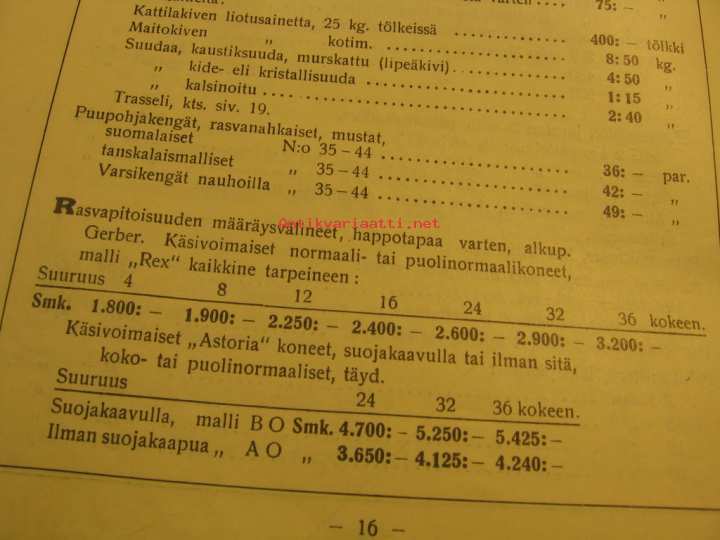 varten . . . . 75: — „
Kattilakiven liotusainetta, 25 kg. tölkeissä . . . . . . . . . . . . 400: — tölkki
Maitokiven „ kotim. . . . . . . . . . . . . . . . . . . 8: 50 kg.
Suudaa, kaustiksuuda, murskattu (lipeäkivi) . . . . . . . . . . . . 4: 50 „
„ kide- eli kristallisuuda . . . . . . . . . . . . . . . . . . 1: 15 „
„ kalsinoitu . . . . . . . . . . . . . . . . . . . . . . . . 2: 40 „
Trasseli, kts. siv. 19.
Puupohjakengät, rasvanahkaiset, mustat,
suomalaiset N:o 35 — 44 . . . . . . . . . . . . . . . . . . 36: — par.
tanskalaismalliset „ 35 — 44 . . . . . . . . . . . . . . . . . . 42: — „
Varsikengät nauhoilla „ 35 — 44 . . . . . . . . . . . . . . . . . . 49: — „
Rasvapitoisuuden määräysvälineet, happotapaa varten, alkup.
Gerber. Käsivoimaiset normaali- tai puolinormaalikoneet,
malli „Rex" kaikkine tarpeineen :
Suuruus 4 8 12 16 24 32 36 kokeen.
Smk. 1.800: — 1.900: — 2.250: — 2.400: — 2.600: — 2.900: — 3.200: —
Käsivoimaiset „Astoria" koneet, suojakaavulla tai ilman sitä,
koko- tai puolinormaaliset, täyd.
Suuruus 24 32 36 kokeen.
Suojakaavulla, malli B O Smk. 4.700: — 5.250: — 5.425: —
Ilman suojakaapua „ A O „ 3.650: — 4.125: — 4.240: —
— 16 —
Antikvariaatti.net